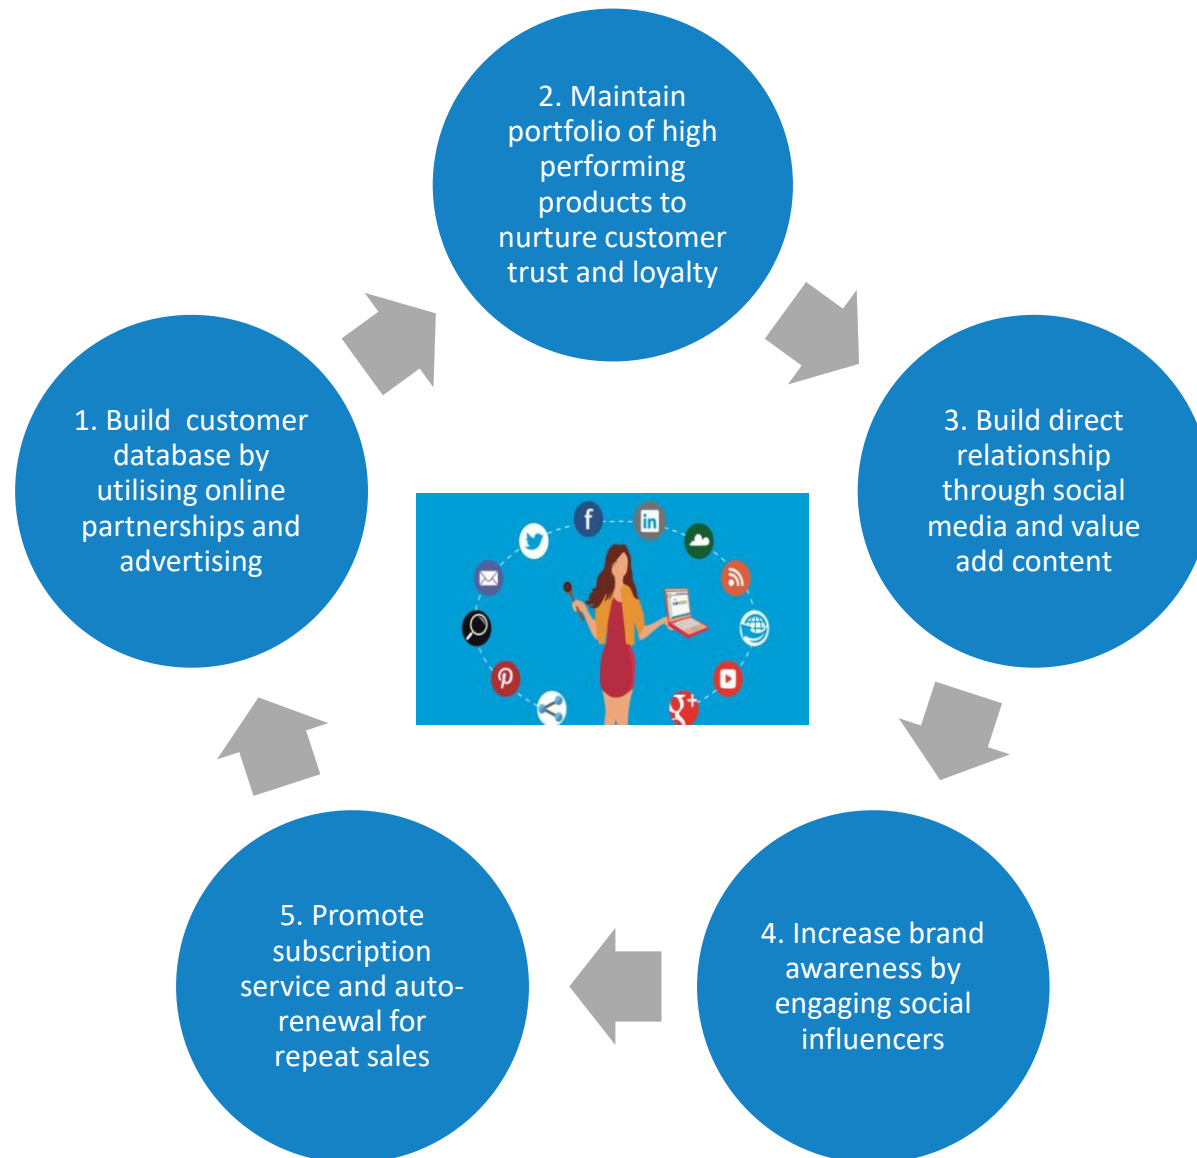 1. Build  customer
database by
utilising online
partnerships and
advertising
2. Maintain
portfolio of high
performing
products to
nurture customer
trust and loyalty
3. Build direct
relationship
through social
media and value
add content
4. Increase brand
awareness by
engaging social
influencers
5. Promote
subscription
service and auto-
renewal for
repeat sales
f
in
g+